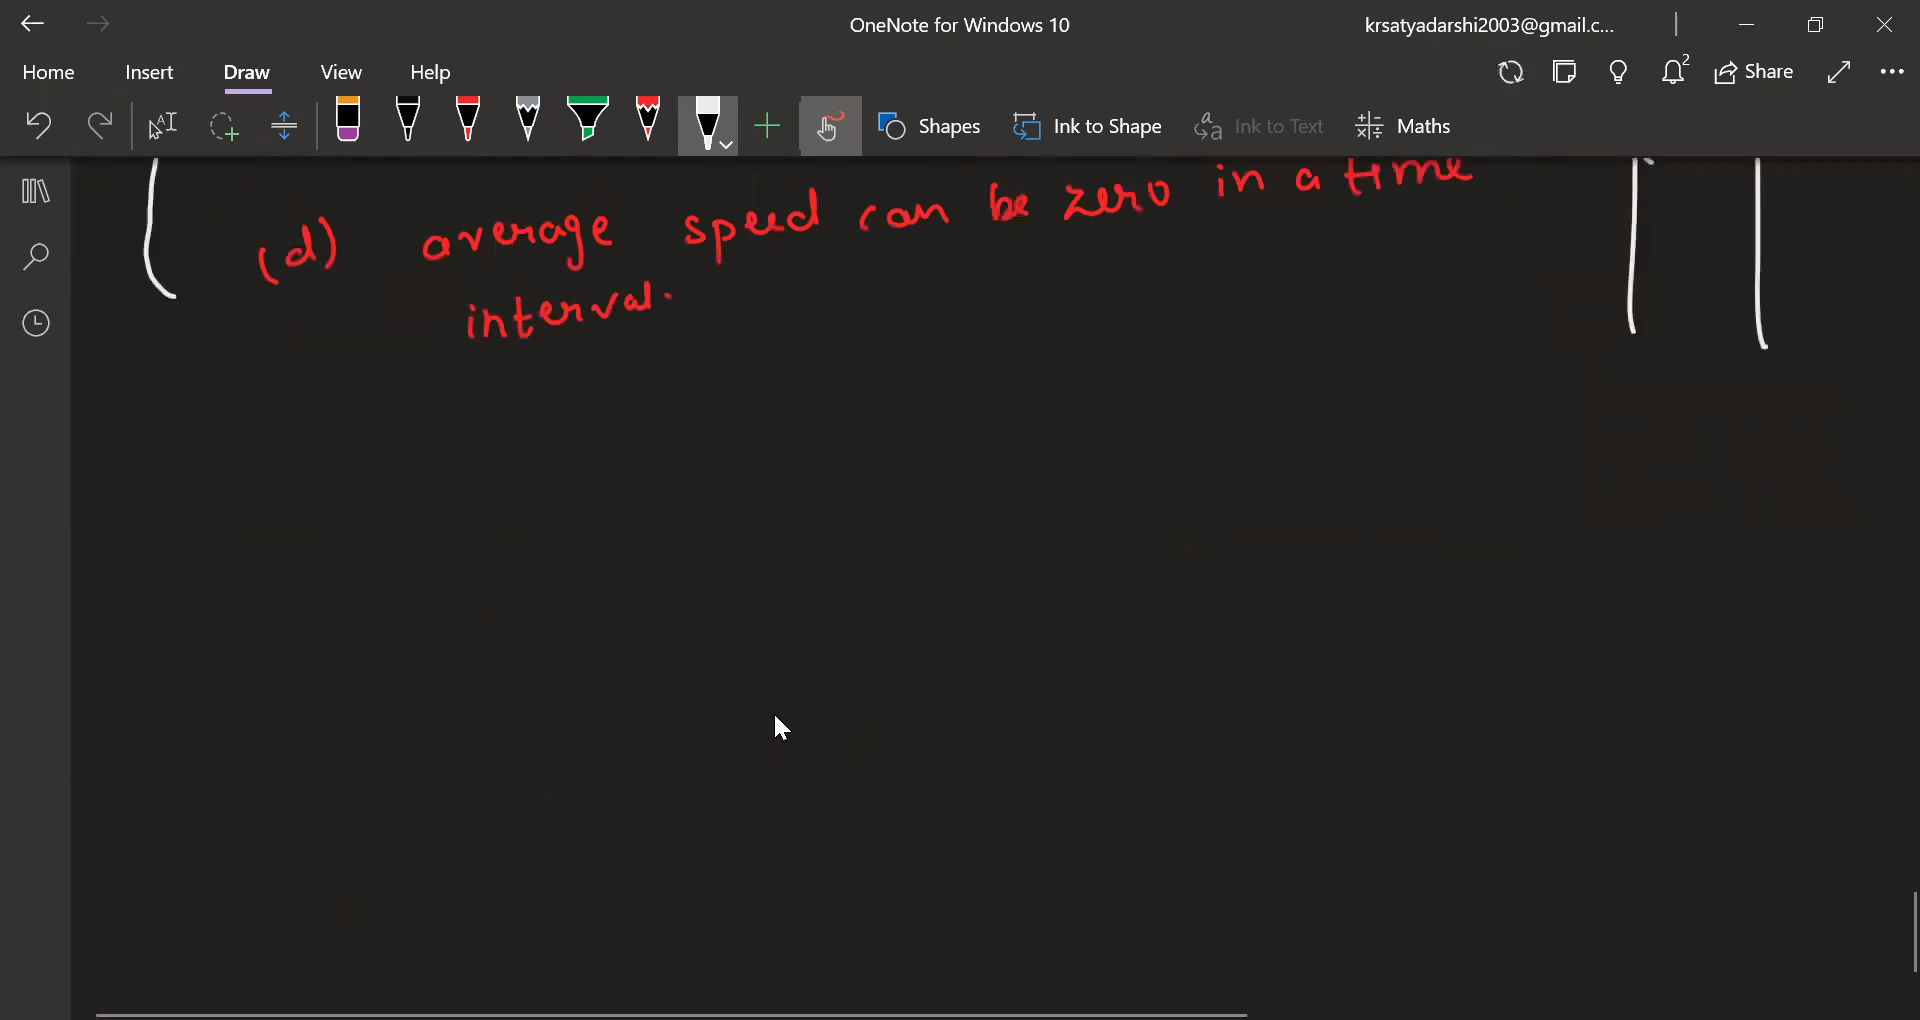 OneNote for Windows 10
krsatyadarshi2003@gmail.c...
Home Insert Draw View Help
2 Share
Shapes Ink to Shape Ink to Text Maths
(d) average speed can be zero in a time
interval.